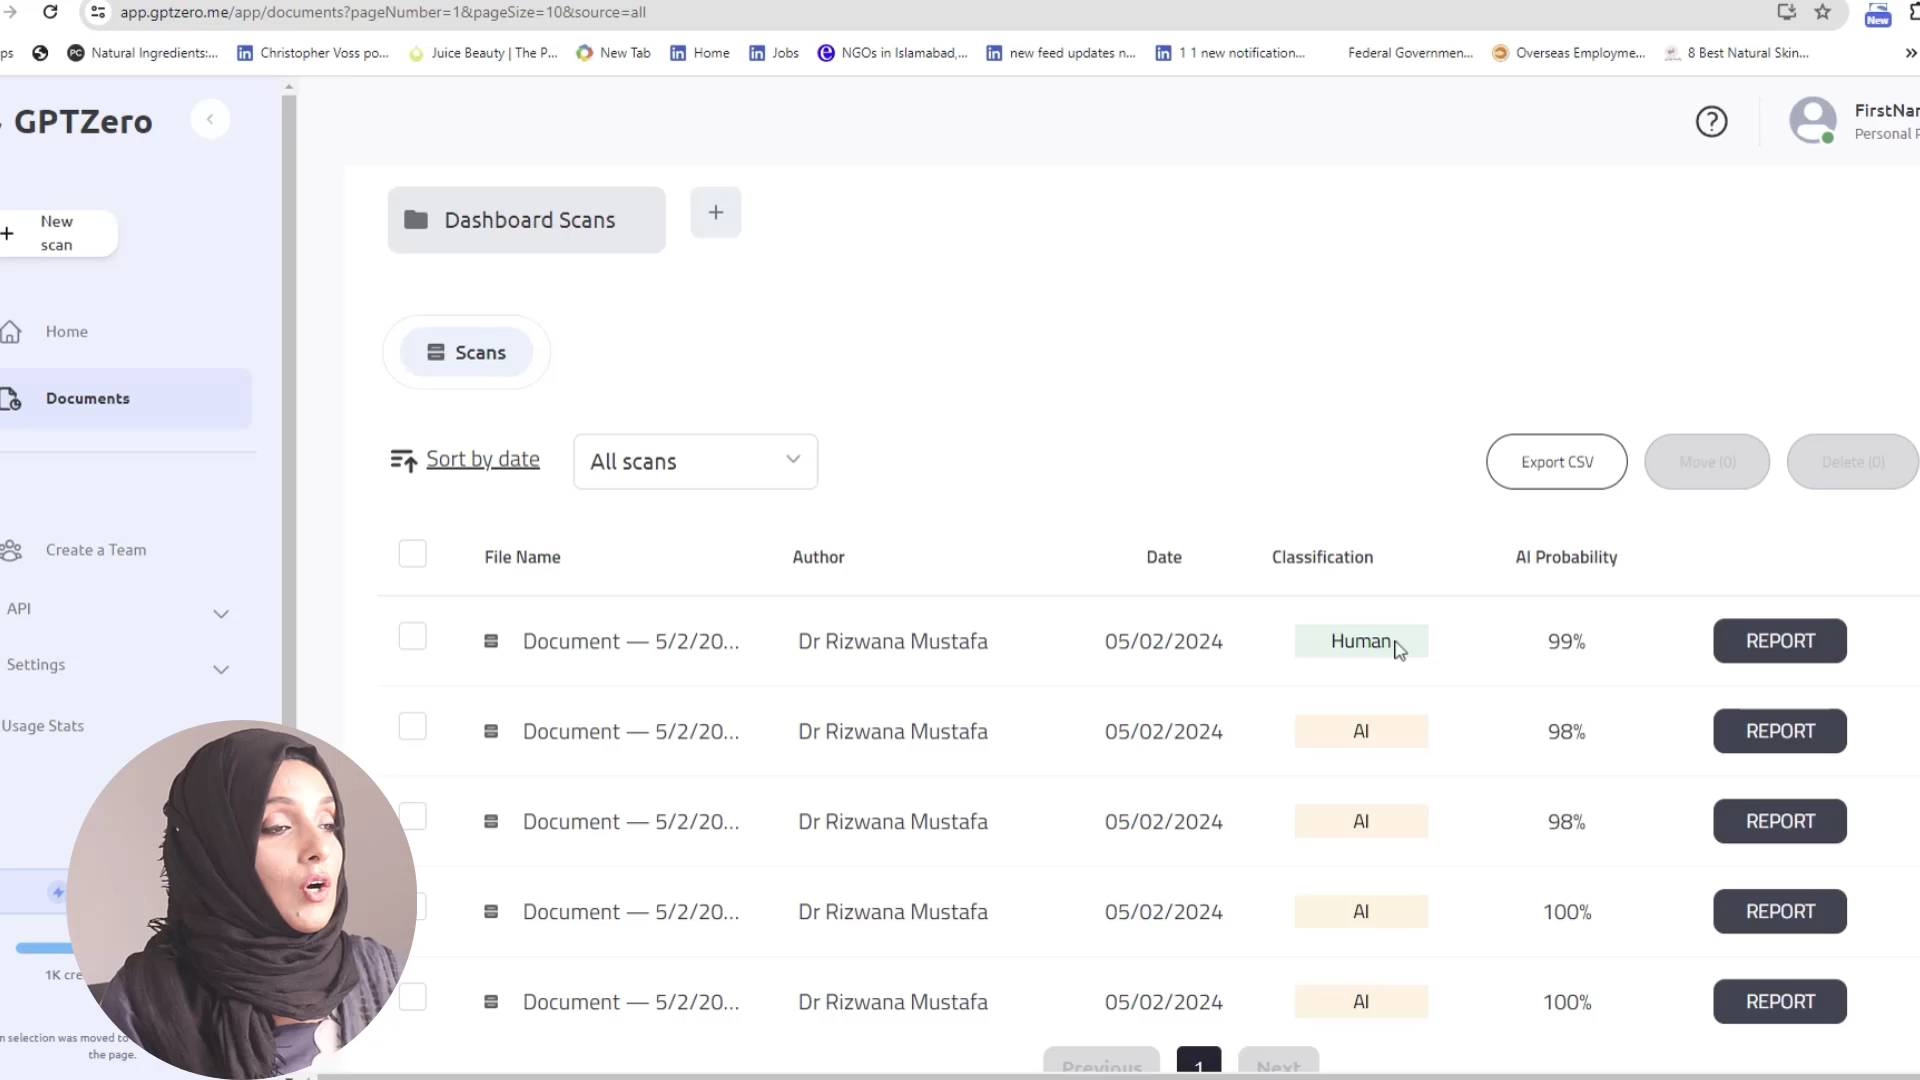 app.gptzero.me/app/documents?pageNumber=1&pageSize=10&source=all
New
ps Natural Ingredients:... Christopher Voss po... Juice Beauty | The P... New Tab Home Jobs NGOs in Islamabad,... new feed updates n... 1 1 new notification... Federal Governmen... Overseas Employme... 8 Best Natural Skin... »
GPTZero
FirstNar
Personal P
New
scan
Dashboard Scans
Home
Scans
Documents
Sort by date
All scans
Export CSV
Move (0)
Delete (0)
Create a Team
API
Settings
Usage Stats
File Name Author Date Classification AI Probability
Document — 5/2/20... Dr Rizwana Mustafa 05/02/2024 Human 99% REPORT
Document — 5/2/20... Dr Rizwana Mustafa 05/02/2024 AI 98% REPORT
Document — 5/2/20... Dr Rizwana Mustafa 05/02/2024 AI 98% REPORT
Document — 5/2/20... Dr Rizwana Mustafa 05/02/2024 AI 100% REPORT
Document — 5/2/20... Dr Rizwana Mustafa 05/02/2024 AI 100% REPORT
1K cre
n selection was moved to
the page.
Previous 1 Next